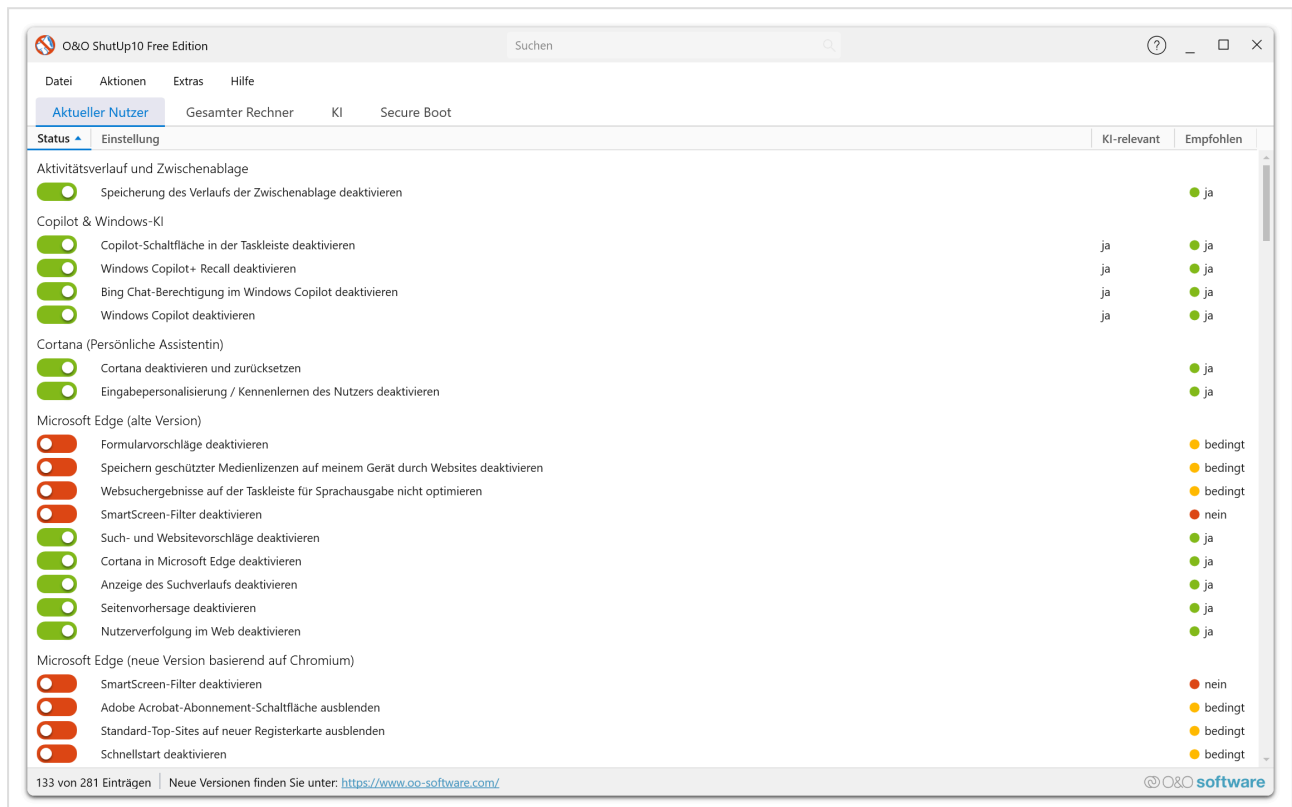 O&O ShutUp10 Free Edition Suchen ?
Datei Aktionen Extras Hilfe
Aktueller Nutzer Gesamter Rechner KI Secure Boot
Status Einstellung KI-relevant Empfohlen
Aktivitätsverlauf und Zwischenablage
Speicherung des Verlaufs der Zwischenablage deaktivieren ja
Copilot & Windows-KI
Copilot-Schaltfläche in der Taskleiste deaktivieren ja ja
Windows Copilot+ Recall deaktivieren ja ja
Bing Chat-Berechtigung im Windows Copilot deaktivieren ja ja
Windows Copilot deaktivieren ja ja
Cortana (Persönliche Assistentin)
Cortana deaktivieren und zurücksetzen ja
Eingabepersonalisierung / Kennenlernen des Nutzers deaktivieren ja
Microsoft Edge (alte Version)
Formularvorschläge deaktivieren bedingt
Speichern geschützter Medienlizenzen auf meinem Gerät durch Websites deaktivieren bedingt
Websuchergebnisse auf der Taskleiste für Sprachausgabe nicht optimieren bedingt
SmartScreen-Filter deaktivieren nein
Such- und Websitevorschläge deaktivieren ja
Cortana in Microsoft Edge deaktivieren ja
Anzeige des Suchverlaufs deaktivieren ja
Seitenvorhersage deaktivieren ja
Nutzerverfolgung im Web deaktivieren ja
Microsoft Edge (neue Version basierend auf Chromium)
SmartScreen-Filter deaktivieren nein
Adobe Acrobat-Abonnement-Schaltfläche ausblenden bedingt
Standard-Top-Sites auf neuer Registerkarte ausblenden bedingt
Schnellstart deaktivieren bedingt
133 von 281 Einträgen Neue Versionen finden Sie unter: https://www.oo-software.com/ O&O software